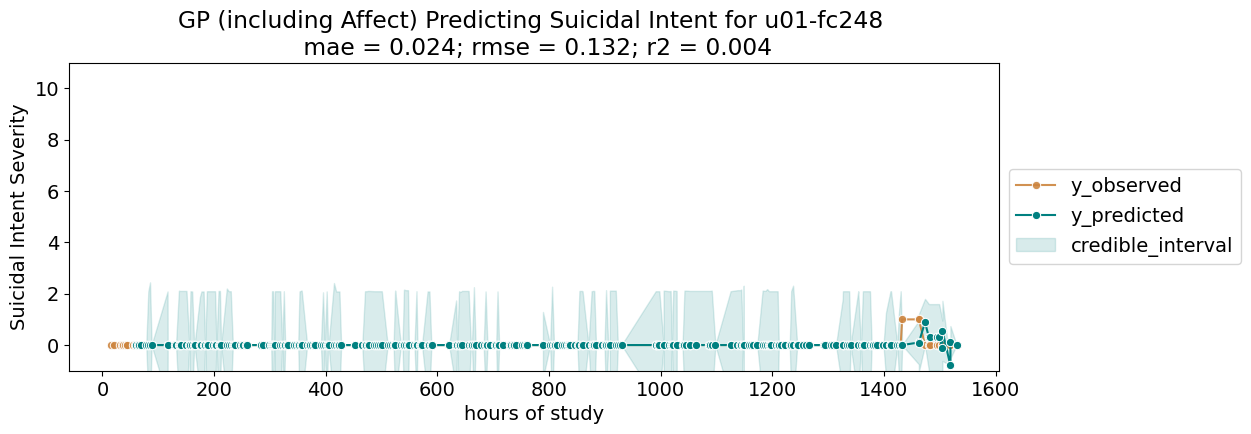 GP (including Affect) Predicting Suicidal Intent for u01-fc248
mae = 0.024; rmse = 0.132; r2 = 0.004
Suicidal Intent Severity
10
8
6
4
2
0
0 200 400 600 800 1000 1200 1400 1600
hours of study
y_observed
y_predicted
credible_interval